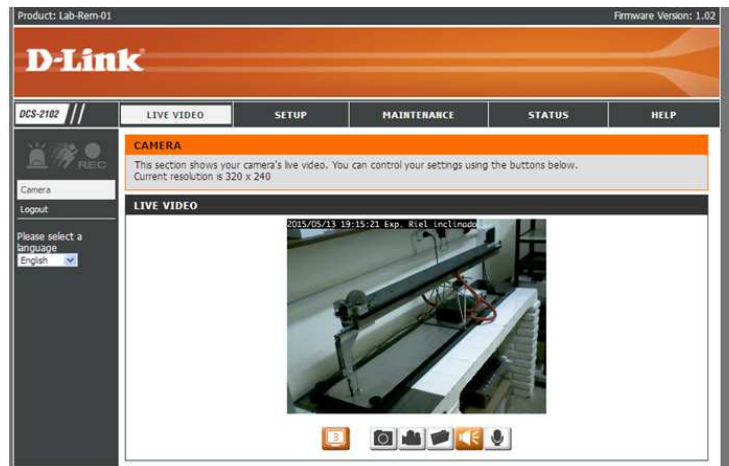 Product: Lab-Rem-01
Firmware Version: 1.02
D-Link
DCS-2102
LIVE VIDEO
SETUP
MAINTENANCE
STATUS
HELP
REC
Camera
Logout
Please select a
language
English
CAMERA
This section shows your camera's live video. You can control your settings using the buttons below.
Current resolution is 320 x 240
LIVE VIDEO
2015/05/13 19:15:21 Exp. Riel inclinado
3